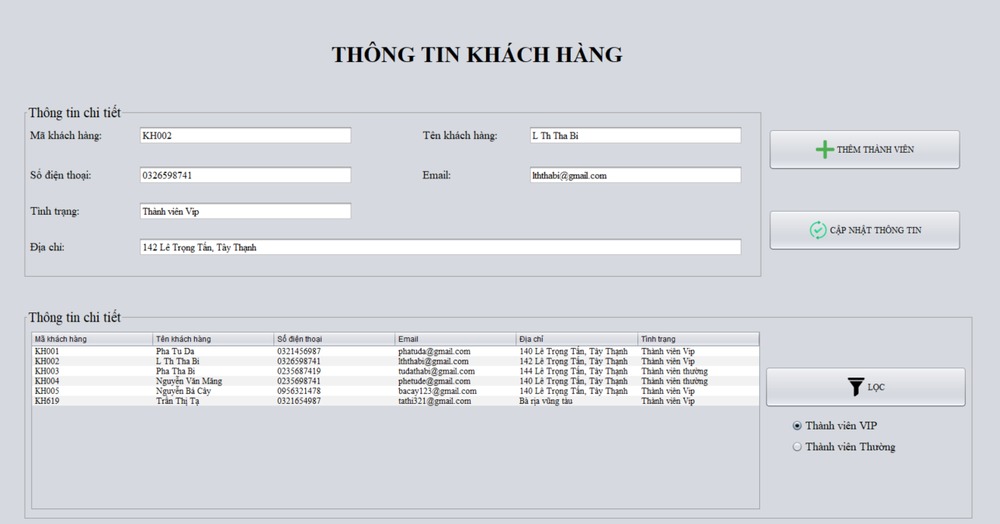 THÔNG TIN KHÁCH HÀNG
Thông tin chi tiết
Mã khách hàng: KH002 Tên khách hàng: L Th Tha Bi
THÊM THÀNH VIÊN
Số điện thoại: 0326598741 Email: lththabi@gmail.com
Tình trạng: Thành viên Vip
CẬP NHẬT THÔNG TIN
Địa chỉ: 142 Lê Trọng Tấn, Tây Thạnh
Thông tin chi tiết
Mã khách hàng Tên khách hàng Số điện thoại Email Địa chỉ Tình trạng
KH001 Pha Tu Da 0321456987 phatuda@gmail.com 140 Lê Trọng Tấn, Tây Thạnh Thành viên Vip
KH002 L Th Tha Bi 0326598741 lththabi@gmail.com 142 Lê Trọng Tấn, Tây Thạnh Thành viên Vip
KH003 Pha Tha Bi 0235687419 tudathabi@gmail.com 144 Lê Trọng Tấn, Tây Thạnh Thành viên thường
KH004 Nguyễn Văn Măng 0235698741 phetude@gmail.com 140 Lê Trọng Tấn, Tây Thạnh Thành viên thường
KH005 Nguyễn Bá Cây 0956321478 bacay123@gmail.com 140 Lê Trọng Tấn, Tây Thạnh Thành viên Vip
KH619 Trần Thị Tạ 0321654987 tathi321@gmail.com Bà rịa vũng tàu Thành viên Vip
LỌC
Thành viên VIP
Thành viên Thường